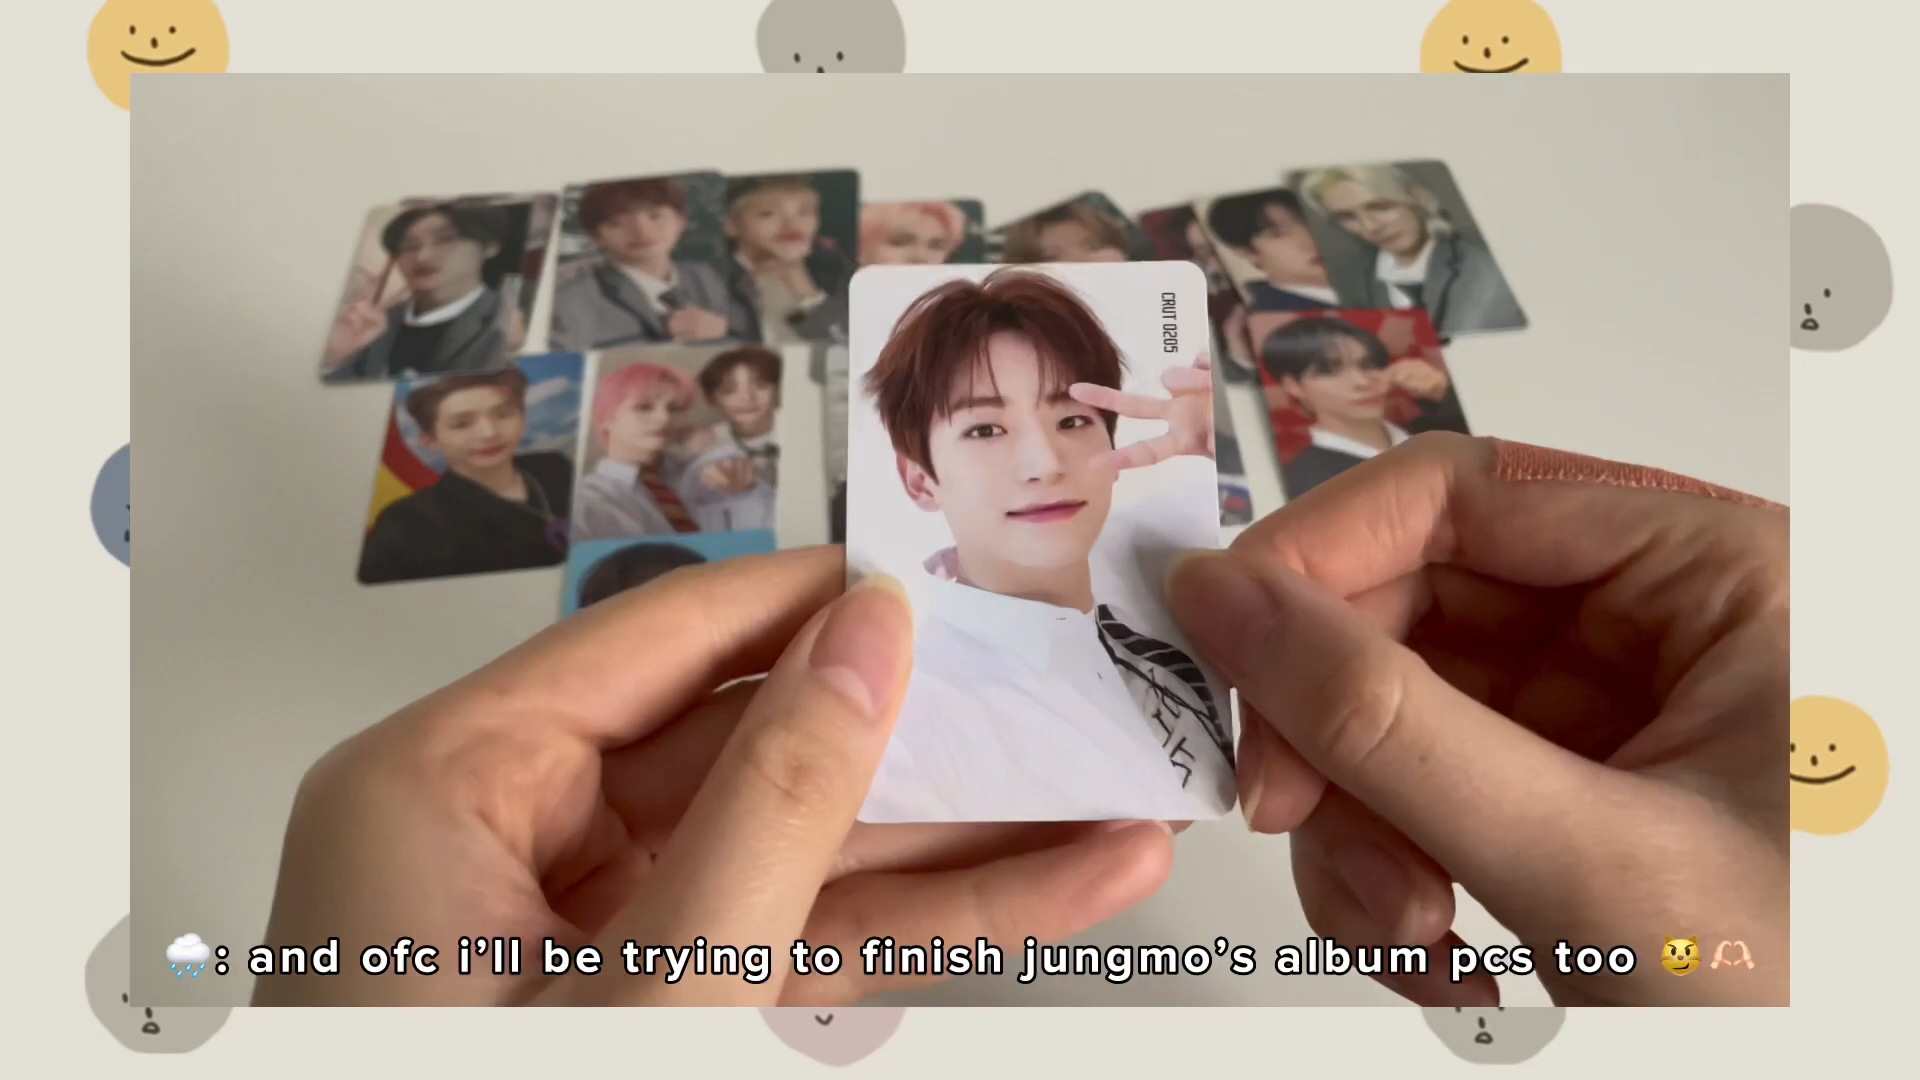 CRUT 0205
🌧️: and ofc i'll be trying to finish jungmo's album pcs too 😼🫶🏻